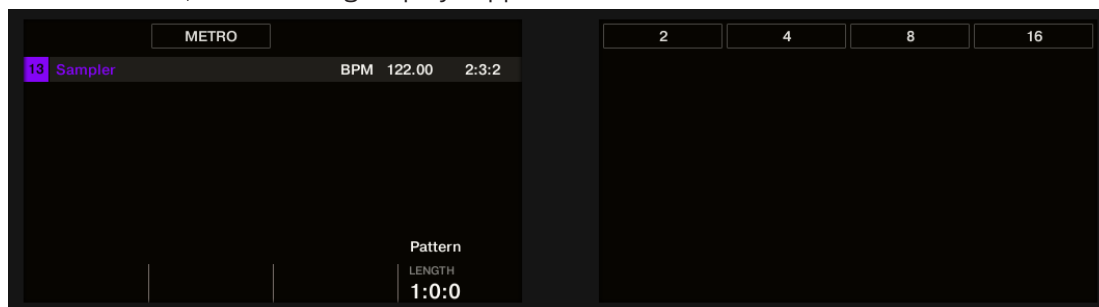 METRO 2 4 8 16
13 Sampler BPM 122.00 2:3:2
Pattern
LENGTH
1:0:0